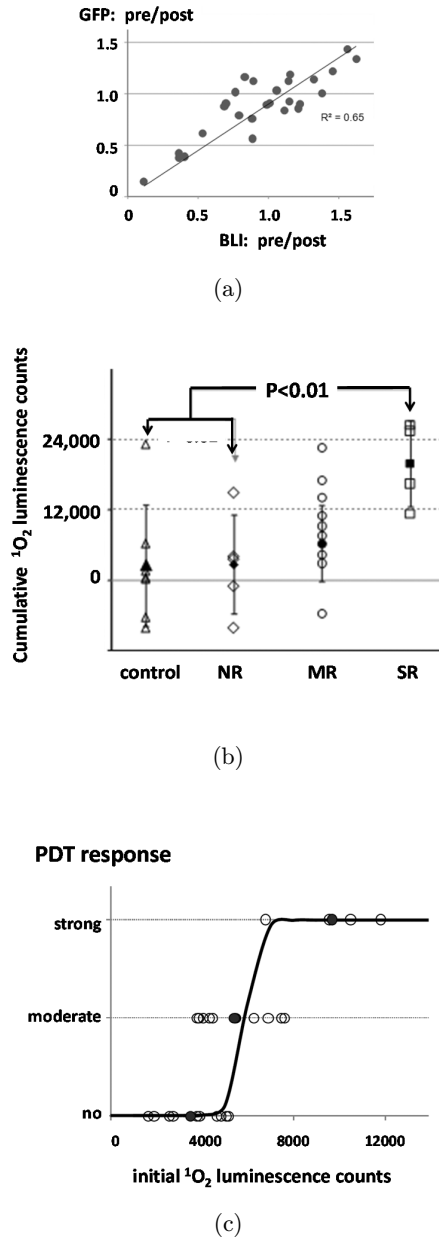 GFP: pre/post
1.5
1.0
0.5
0
R² = 0.65
0 0.5 1.0 1.5
BLI: pre/post
(a)
Cumulative ¹O₂ luminescence counts
P<0.01
24,000
12,000
0
control NR MR SR
(b)
PDT response
strong
moderate
no
0 4000 8000 12000
initial ¹O₂ luminescence counts
(c)